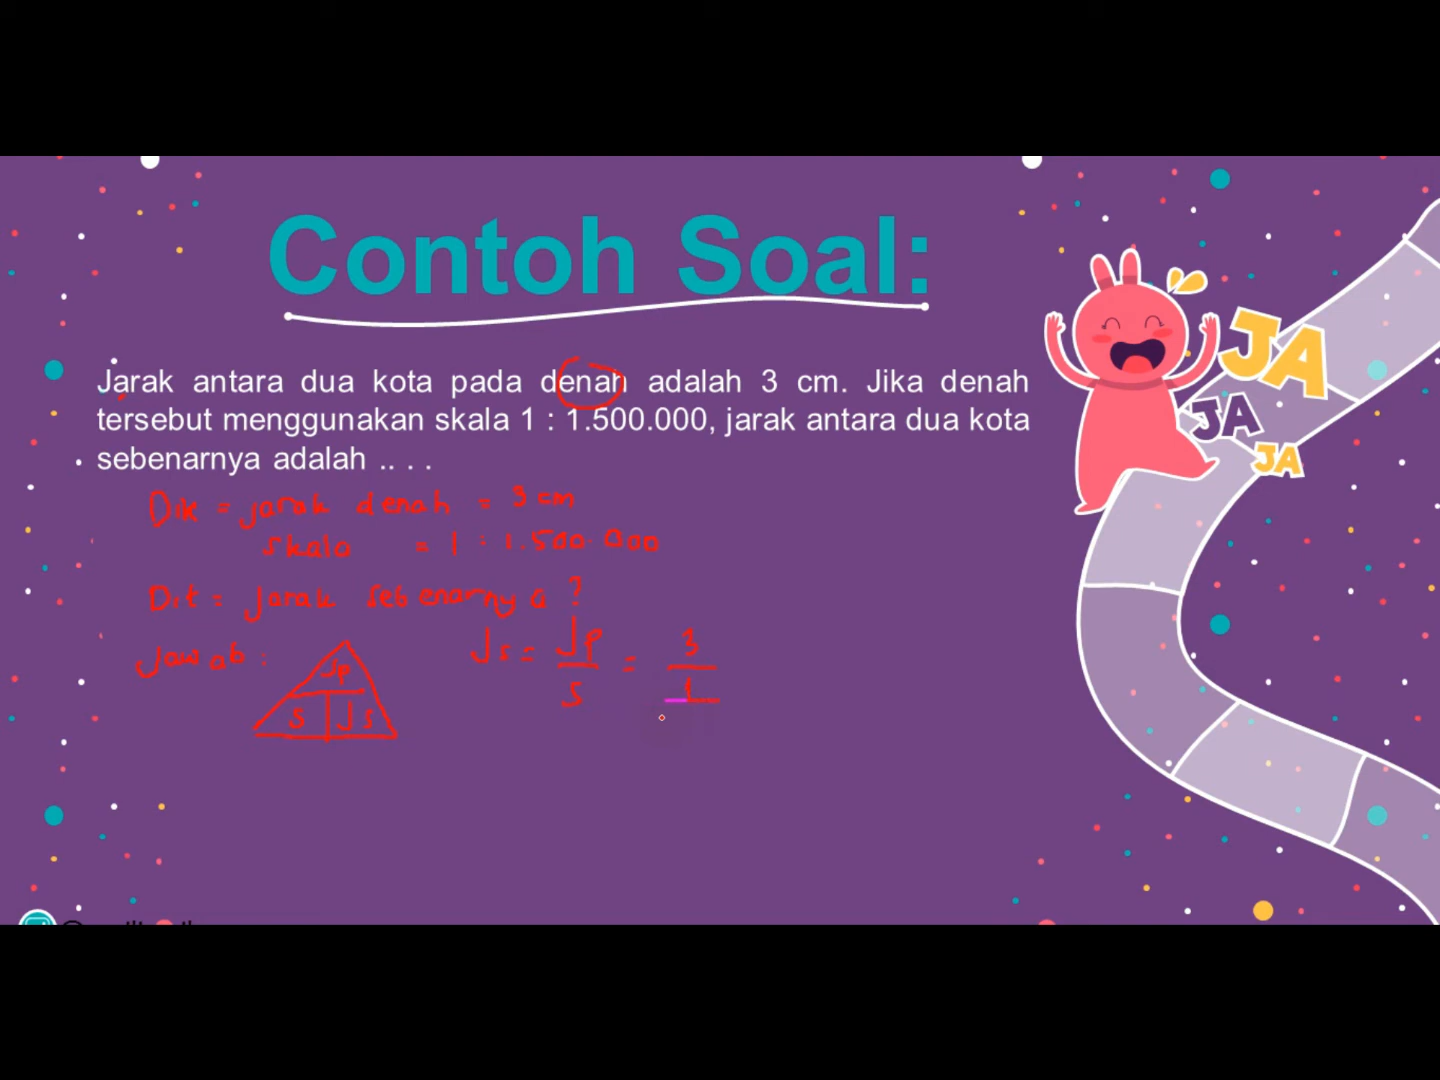 Contoh Soal:
Jarak antara dua kota pada denah adalah 3 cm. Jika denah
tersebut menggunakan skala 1 : 1.500.000, jarak antara dua kota
sebenarnya adalah .. . .
Dik = jarak denah = 3 cm
skala = 1 : 1.500.000
Dit = Jarak sebenarnya ?
Jawab :
Jp
S Js
Js = Jp/S = 3/1
JA
JA
JA